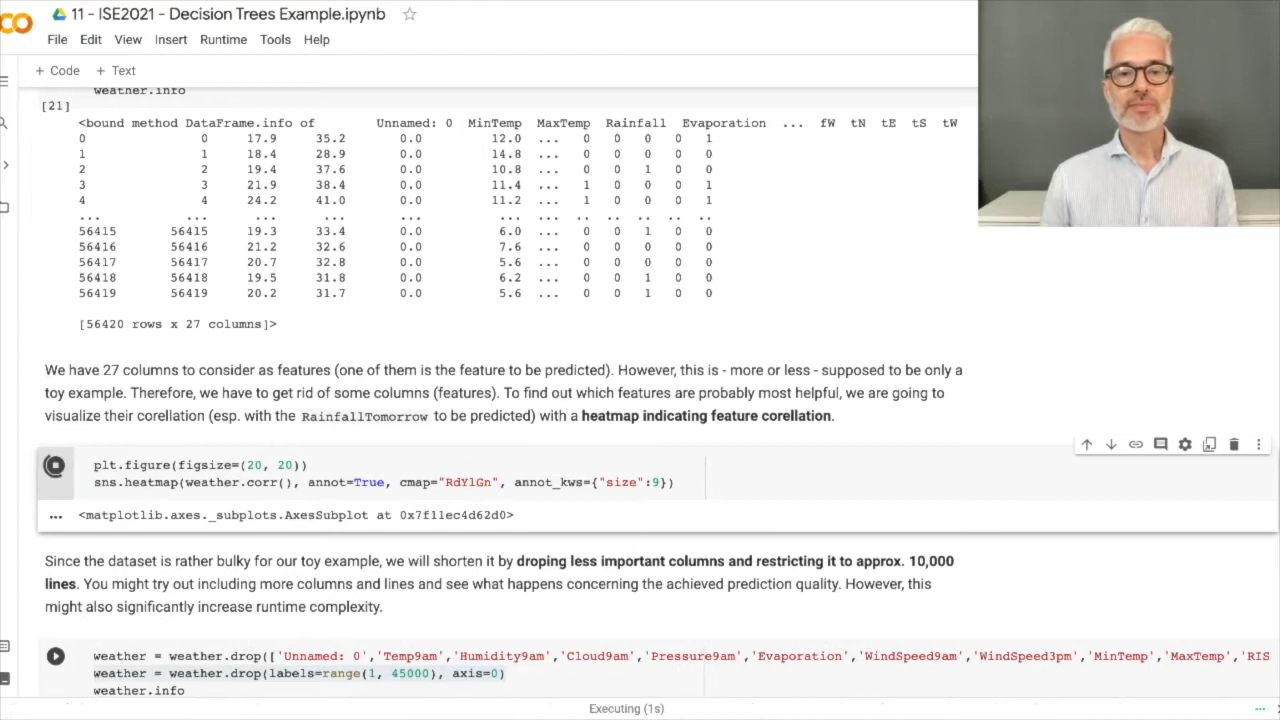 CO 11 - ISE2021 - Decision Trees Example.ipynb
File Edit View Insert Runtime Tools Help
+ Code + Text
weather.info
[21]
<bound method DataFrame.info of Unnamed: 0 MinTemp MaxTemp Rainfall Evaporation ... fW tN tE tS tW
0 0 17.9 35.2 0.0 12.0 ... 0 0 0 0 1
1 1 18.4 28.9 0.0 14.8 ... 0 0 0 0 0
2 2 19.4 37.6 0.0 10.8 ... 0 0 1 0 0
3 3 21.9 38.4 0.0 11.4 ... 1 0 0 0 1
4 4 24.2 41.0 0.0 11.2 ... 1 0 0 0 1
... ... ... ... ... ... ... .. .. .. .. ..
56415 56415 19.3 33.4 0.0 6.0 ... 0 0 1 0 0
56416 56416 21.2 32.6 0.0 7.6 ... 0 0 0 0 0
56417 56417 20.7 32.8 0.0 5.6 ... 0 0 0 0 0
56418 56418 19.5 31.8 0.0 6.2 ... 0 0 1 0 0
56419 56419 20.2 31.7 0.0 5.6 ... 0 0 1 0 0
[56420 rows x 27 columns]>
We have 27 columns to consider as features (one of them is the feature to be predicted). However, this is - more or less - supposed to be only a
toy example. Therefore, we have to get rid of some columns (features). To find out which features are probably most helpful, we are going to
visualize their corellation (esp. with the RainfallTomorrow to be predicted) with a heatmap indicating feature corellation.
plt.figure(figsize=(20, 20))
sns.heatmap(weather.corr(), annot=True, cmap="RdYlGn", annot_kws={"size":9})
... <matplotlib.axes._subplots.AxesSubplot at 0x7f11ec4d62d0>
Since the dataset is rather bulky for our toy example, we will shorten it by droping less important columns and restricting it to approx. 10,000
lines. You might try out including more columns and lines and see what happens concerning the achieved prediction quality. However, this
might also significantly increase runtime complexity.
weather = weather.drop(['Unnamed: 0','Temp9am','Humidity9am','Cloud9am','Pressure9am','Evaporation','WindSpeed9am','WindSpeed3pm','MinTemp','MaxTemp','RIS
weather = weather.drop(labels=range(1, 45000), axis=0)
weather.info
Executing (1s)